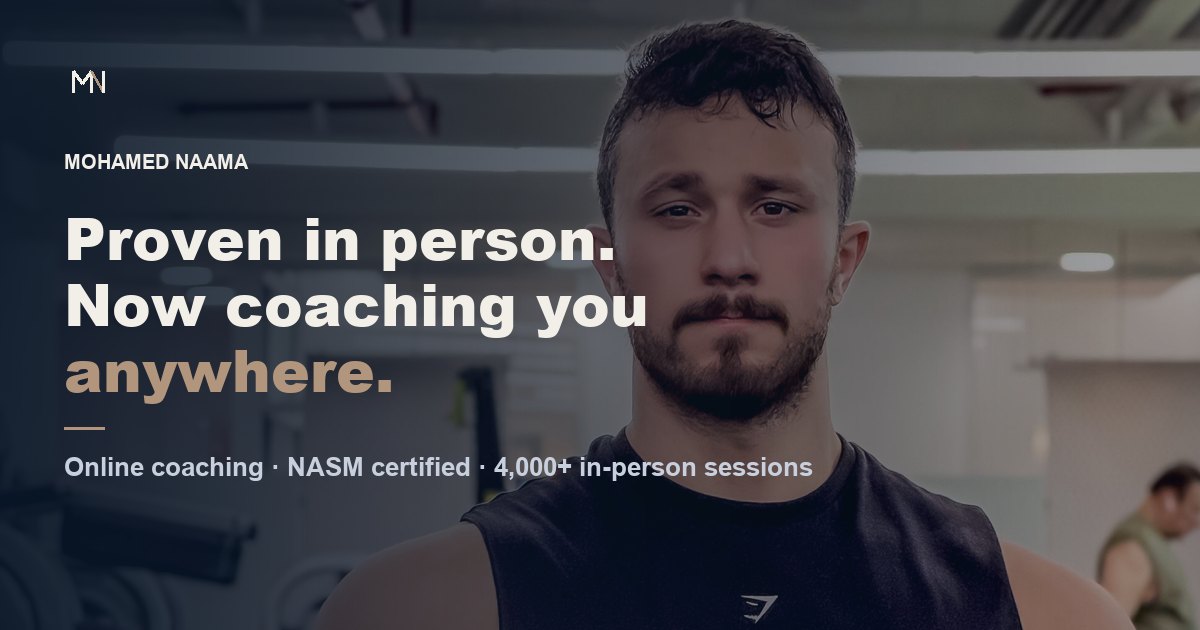 MN
MOHAMED NAAMA
Proven in person.
Now coaching you
anywhere.
Online coaching · NASM certified · 4,000+ in-person sessions